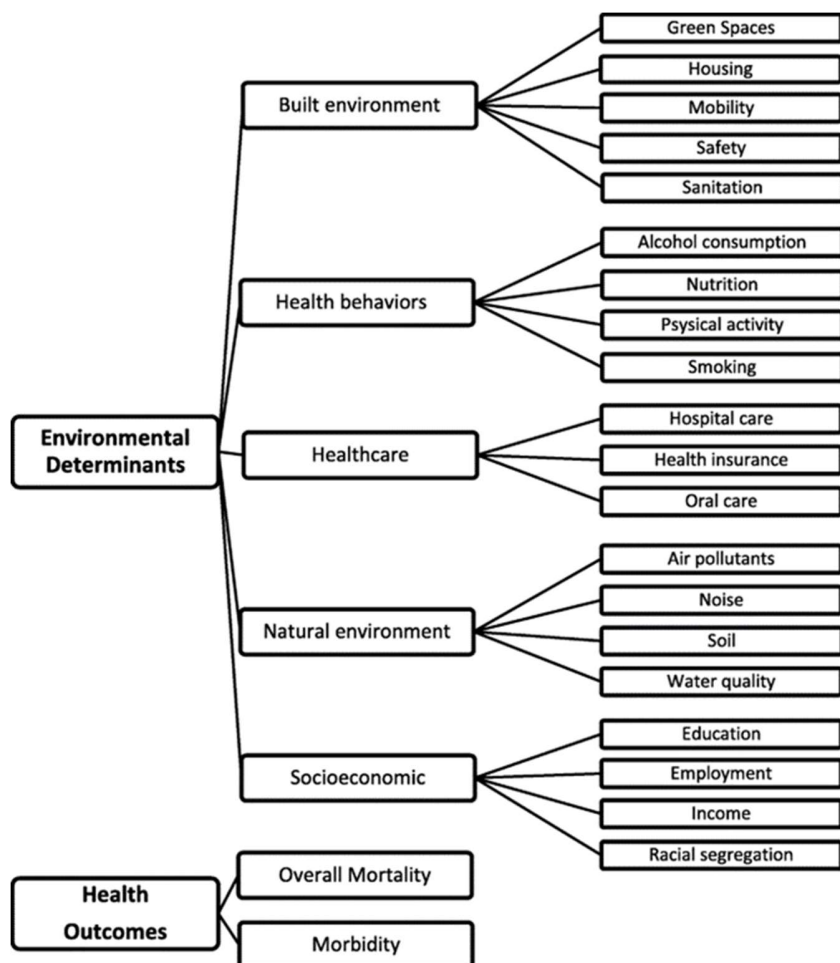 Green Spaces
Housing
Built environment
Mobility
Safety
Sanitation
Alcohol consumption
Nutrition
Health behaviors
Psysical activity
Smoking
Environmental
Determinants
Hospital care
Healthcare
Health insurance
Oral care
Air pollutants
Noise
Natural environment
Soil
Water quality
Education
Socioeconomic
Employment
Income
Racial segregation
Health
Outcomes
Overall Mortality
Morbidity